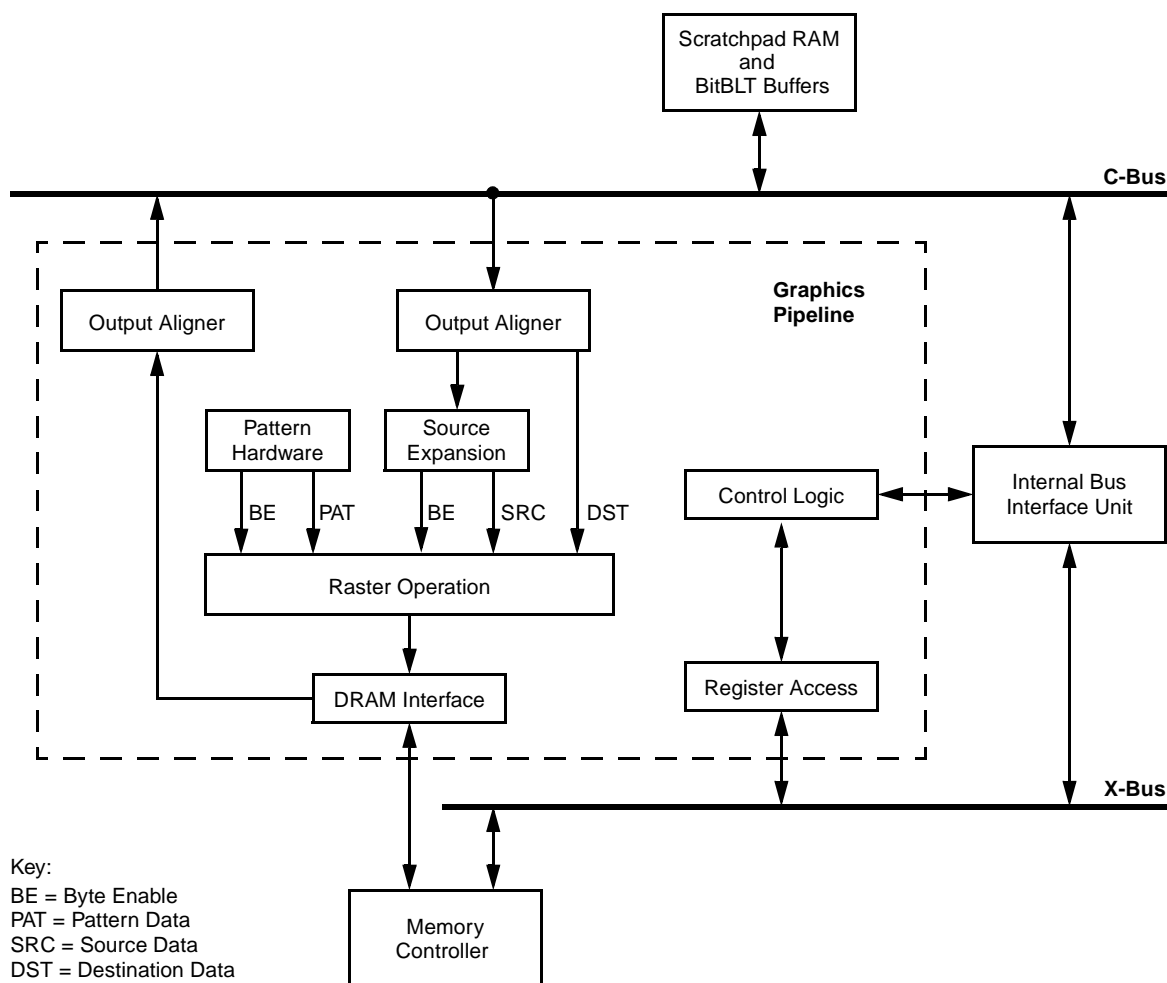 Scratchpad RAM
and
BitBLT Buffers
C-Bus
Graphics
Pipeline
Output Aligner
Output Aligner
Pattern
Hardware
Source
Expansion
Control Logic
Internal Bus
Interface Unit
BE
PAT
BE
SRC
DST
Raster Operation
Register Access
DRAM Interface
X-Bus
Key:
BE = Byte Enable
PAT = Pattern Data
SRC = Source Data
DST = Destination Data
Memory
Controller